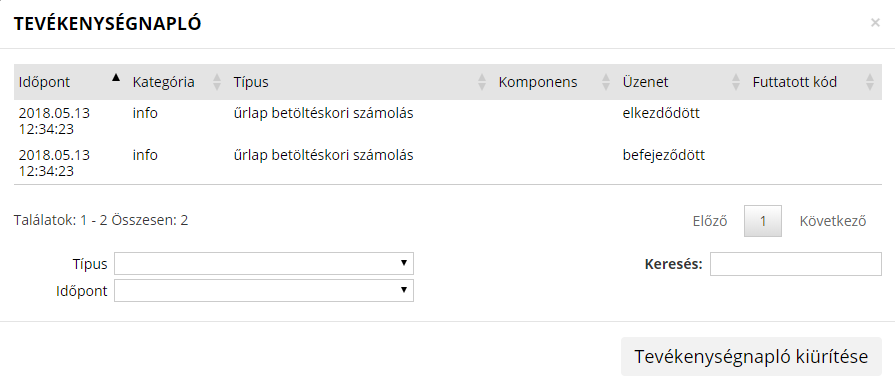 TEVÉKENYSÉGNAPLÓ ×
Időpont Kategória Típus Komponens Üzenet Futtatott kód
2018.05.13 12:34:23 info űrlap betöltéskori számolás elkezdődött
2018.05.13 12:34:23 info űrlap betöltéskori számolás befejeződött
Találatok: 1 - 2 Összesen: 2 Előző 1 Következő
Típus Keresés:
Időpont
Tevékenységnapló kiürítése